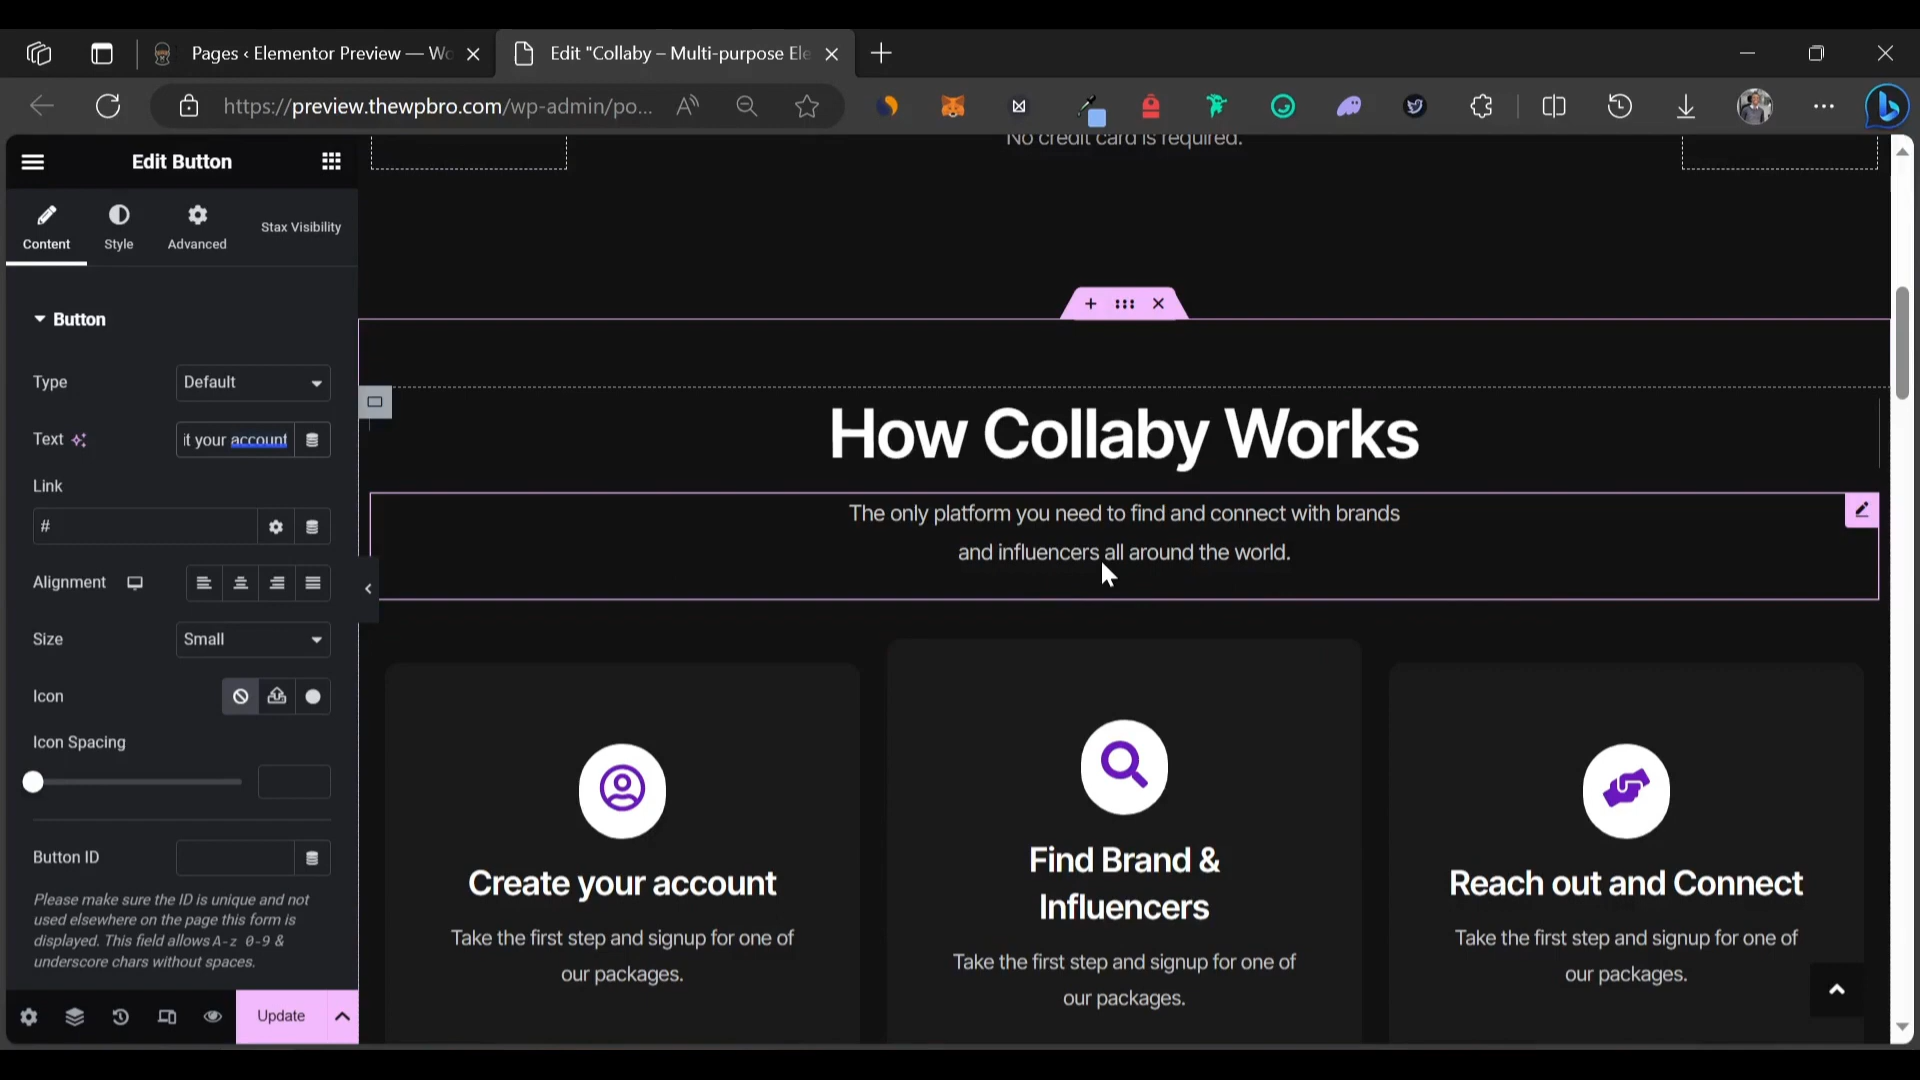 Pages ‹ Elementor Preview — Wo
Edit "Collaby – Multi-purpose Ele
https://preview.thewpbro.com/wp-admin/po...
Edit Button
Content
Style
Advanced
Stax Visibility
Button
Type
Default
Text
it your account
Link
#
Alignment
Size
Small
Icon
Icon Spacing
Button ID
Please make sure the ID is unique and not
used elsewhere on the page this form is
displayed. This field allows A-z 0-9 &
underscore chars without spaces.
Update
No credit card is required.
How Collaby Works
The only platform you need to find and connect with brands
and influencers all around the world.
Create your account
Take the first step and signup for one of
our packages.
Find Brand &
Influencers
Take the first step and signup for one of
our packages.
Reach out and Connect
Take the first step and signup for one of
our packages.